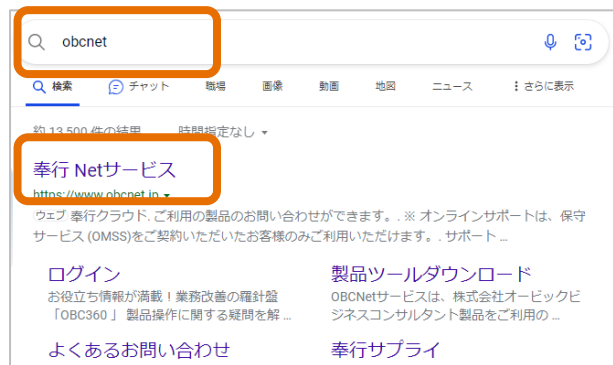 obcnet
検索 チャット 職場 画像 動画 地図 ニュース さらに表示
約 13,500 件の結果 時間指定なし
奉行 Netサービス
https://www.obcnet.jp
ウェブ 奉行クラウド. ご利用の製品のお問い合わせができます。. ※ オンラインサポートは、保守
サービス (OMSS)をご契約いただいたお客様のみご利用いただけます。. サポート ...
ログイン
お役立ち情報が満載！業務改善の羅針盤
「OBC360 」 製品操作に関する疑問を解 ...
製品ツールダウンロード
OBCNetサービスは、株式会社オービックビ
ジネスコンサルタント製品をご利用の ...
よくあるお問い合わせ
奉行サプライ